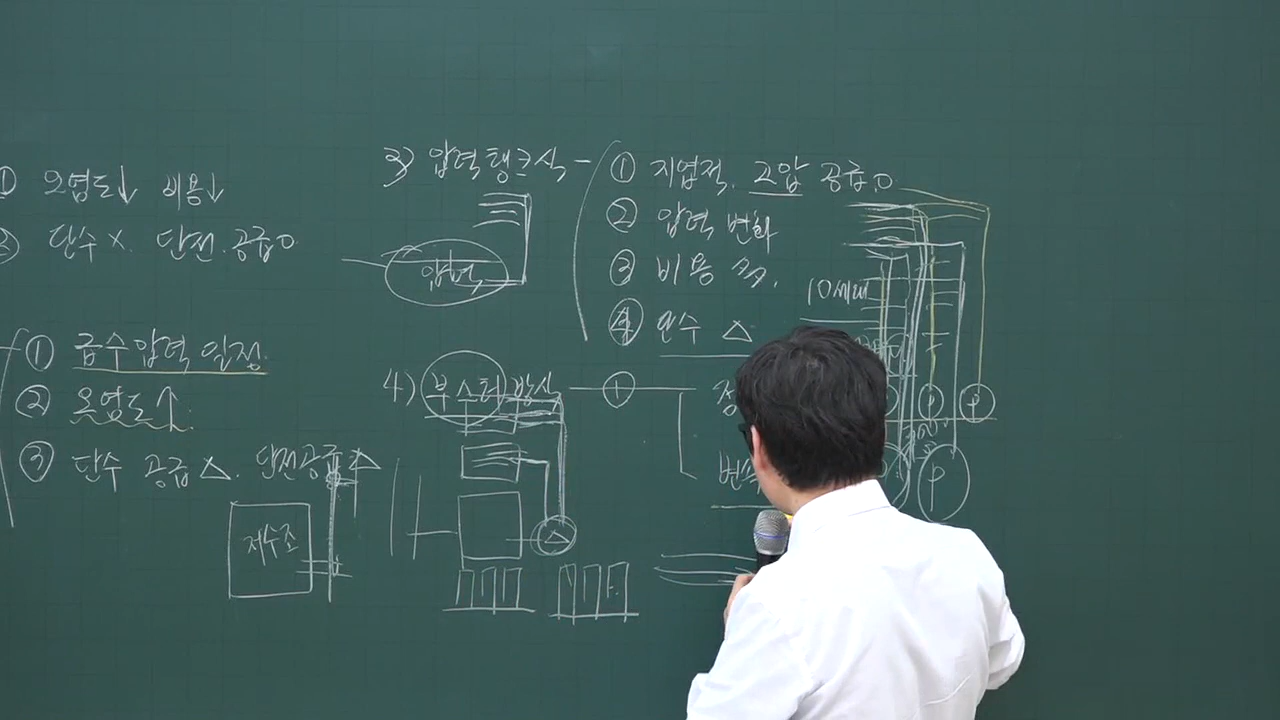 ① 오염도↓ 비용↓
② 단수 X. 단전. 공급 O
① 급수압력 일정.
② 오염도↑.
③ 단수 공급 △. 단전공급 △
저수조
3) 압력탱크식 -
압력
① 지엽적. 고압 공급. O
② 압력 변화
③ 비용 多.
④ 단수 △
4) 부스터 방식 ①
정
변속
10세대
P
P
P